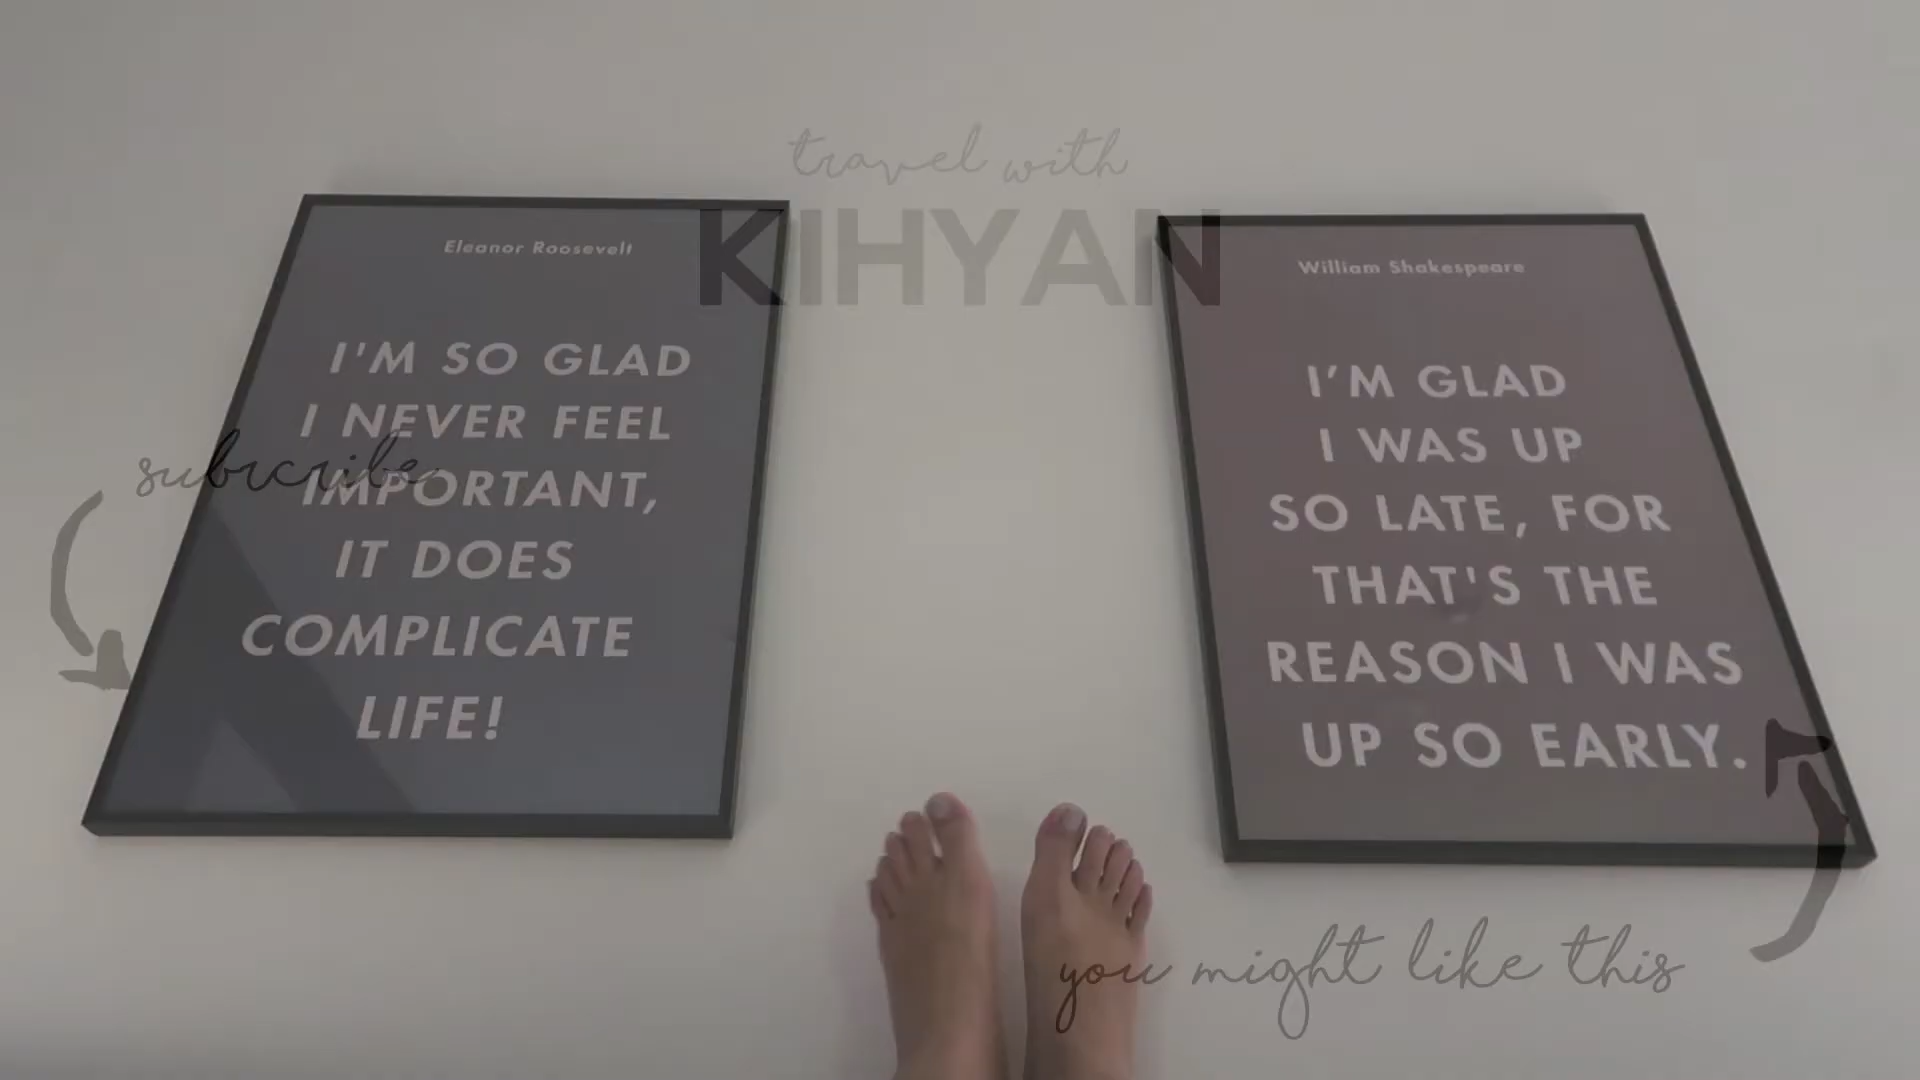 travel with
KIHYAN
Eleanor Roosevelt
I'M SO GLAD
I NEVER FEEL
IMPORTANT,
IT DOES
COMPLICATE
LIFE!
William Shakespeare
I'M GLAD
I WAS UP
SO LATE, FOR
THAT'S THE
REASON I WAS
UP SO EARLY.
subrcribe
you might like this